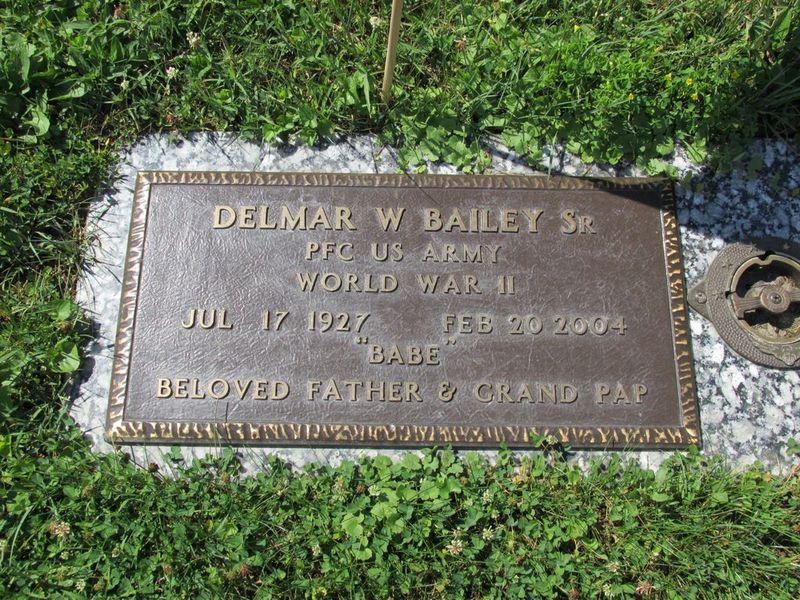 DELMAR W BAILEY SR
PFC US ARMY
WORLD WAR II
JUL 17 1927 FEB 20 2004
"BABE"
BELOVED FATHER & GRAND PAP